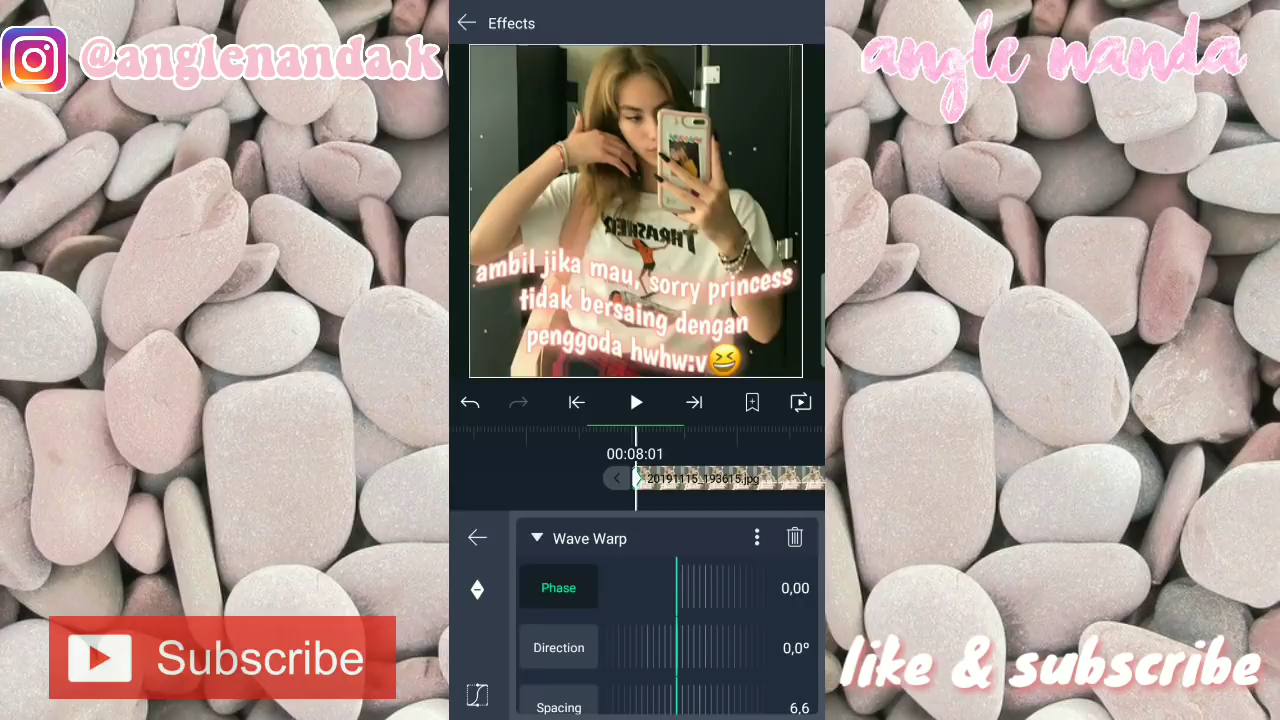 Effects
@anglenanda.k
angle nanda
THRASHER
ambil jika mau, sorry princess
tidak bersaing dengan
penggoda hwhw:v😆
00:08:01
20191115_193615.jpg
Wave Warp
Phase 0,00
Direction 0,0º
Spacing 6,6
Subscribe
like & subscribe